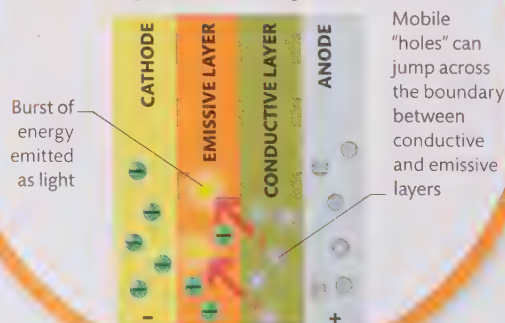 CATHODE
EMISSIVE LAYER
CONDUCTIVE LAYER
ANODE
Burst of
energy
emitted
as light
Mobile
"holes" can
jump across
the boundary
between
conductive
and emissive
layers
–
+